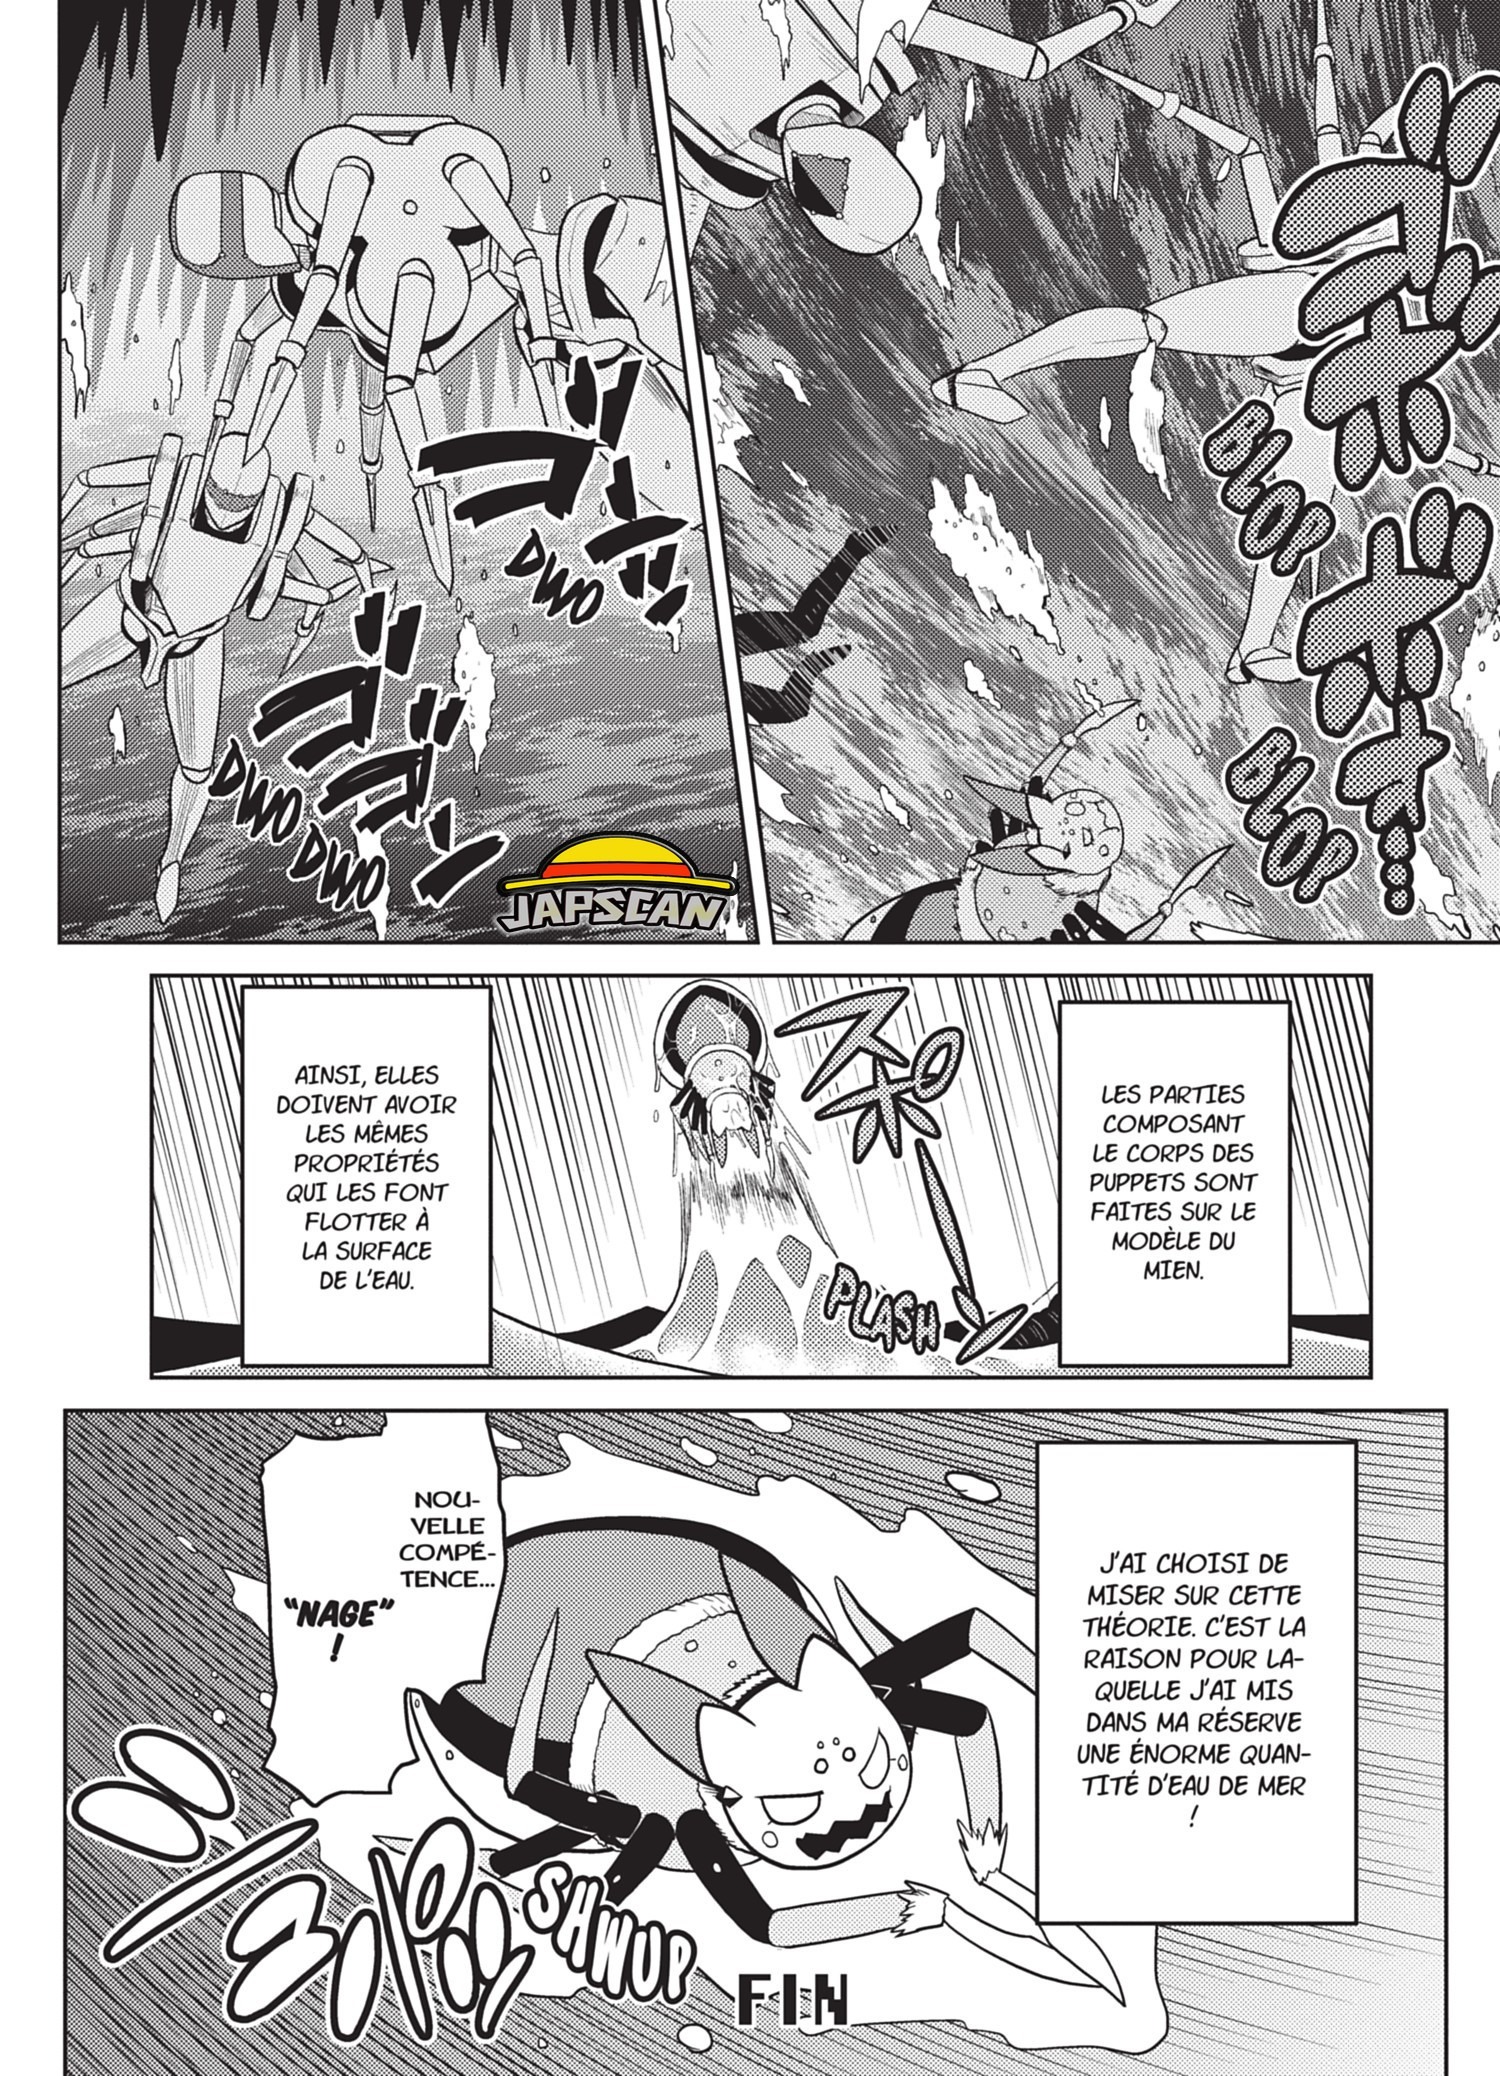 ゴボ
ゴボォ…
BLOP
BLOP
ゴゴゴ…
DWO
DWO
DWO
JAPSCAN
LES PARTIES
COMPOSANT
LE CORPS DES
PUPPETS SONT
FAITES SUR LE
MODÈLE DU
MIEN.
スポーン
PLASH
AINSI, ELLES
DOIVENT AVOIR
LES MÊMES
PROPRIÉTÉS
QUI LES FONT
FLOTTER À
LA SURFACE
DE L'EAU.
J'AI CHOISI DE
MISER SUR CETTE
THÉORIE. C'EST LA
RAISON POUR LA-
QUELLE J'AI MIS
DANS MA RÉSERVE
UNE ÉNORME QUAN-
TITÉ D'EAU DE MER
!
NOU-
VELLE
COMPÉ-
TENCE...
"NAGE"
!
SHWUP
FIN